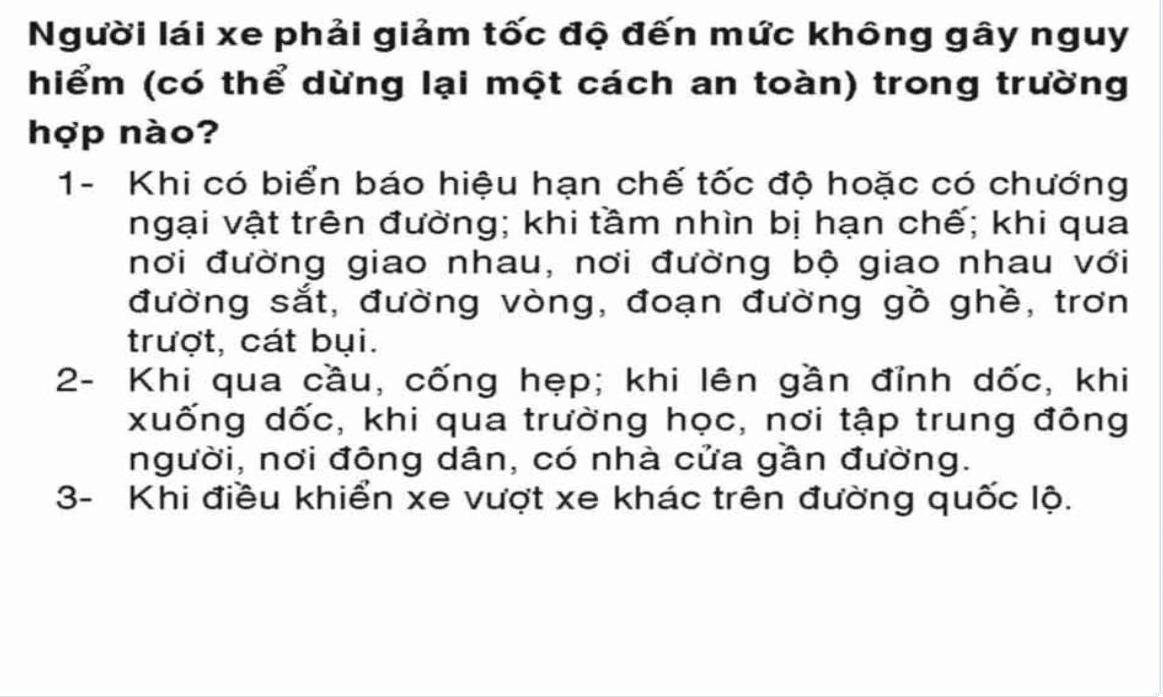 Người lái xe phải giảm tốc độ đến mức không gây nguy
hiểm (có thể dừng lại một cách an toàn) trong trường
hợp nào?
1- Khi có biển báo hiệu hạn chế tốc độ hoặc có chướng
ngại vật trên đường; khi tầm nhìn bị hạn chế; khi qua
nơi đường giao nhau, nơi đường bộ giao nhau với
đường sắt, đường vòng, đoạn đường gồ ghề, trơn
trượt, cát bụi.
2- Khi qua cầu, cống hẹp; khi lên gần đỉnh dốc, khi
xuống dốc, khi qua trường học, nơi tập trung đông
người, nơi đông dân, có nhà cửa gần đường.
3- Khi điều khiển xe vượt xe khác trên đường quốc lộ.